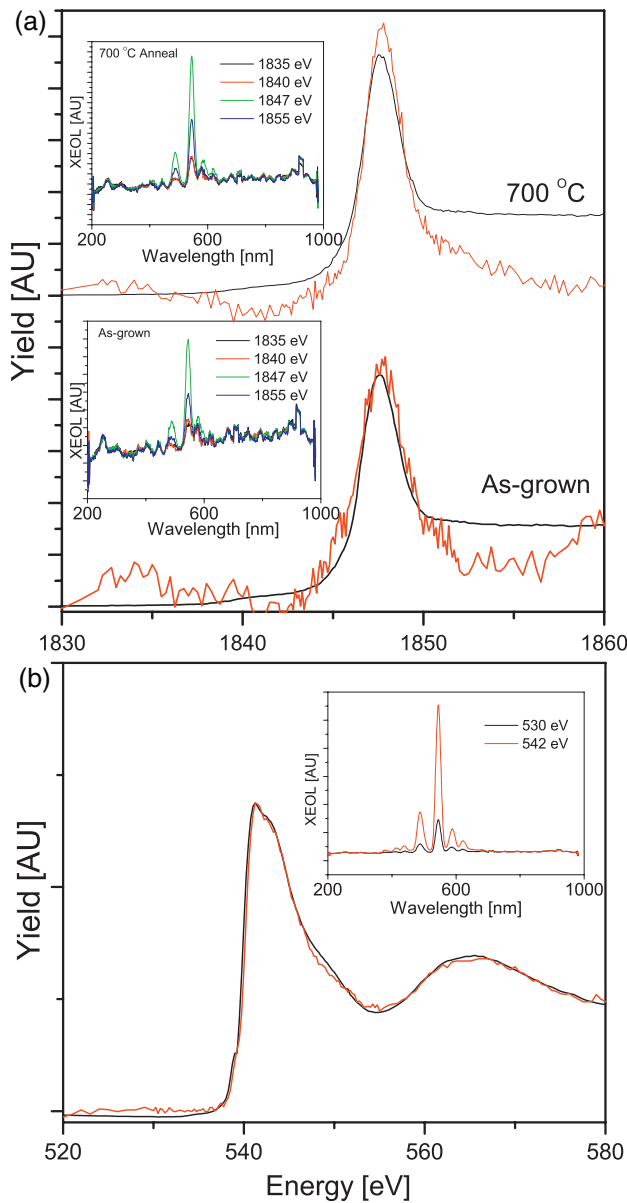 (a)
700 °C Anneal
1835 eV
1840 eV
1847 eV
1855 eV
XEOL [AU]
200
600
1000
Wavelength [nm]
700 °C
Yield [AU]
As-grown
1835 eV
1840 eV
1847 eV
1855 eV
XEOL [AU]
200
600
1000
Wavelength [nm]
As-grown
1830
1840
1850
1860
(b)
530 eV
542 eV
XEOL [AU]
200
600
1000
Wavelength [nm]
Yield [AU]
520
540
560
580
Energy [eV]